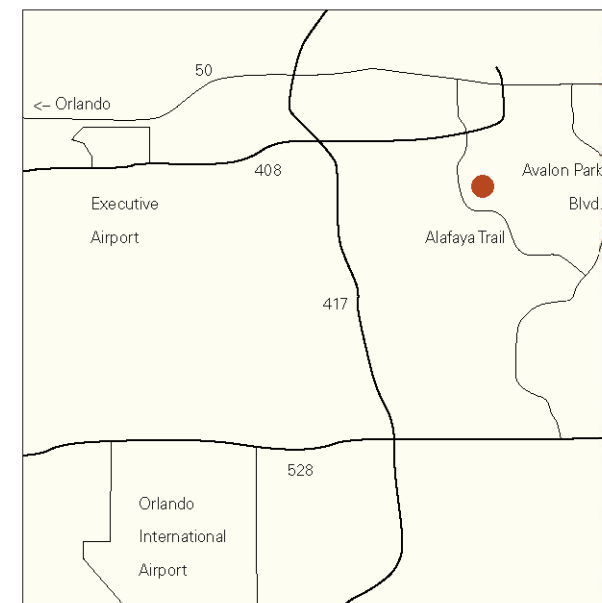 50
<– Orlando
408
Avalon Park
Blvd.
Executive
Airport
Alafaya Trail
417
528
Orlando
International
Airport